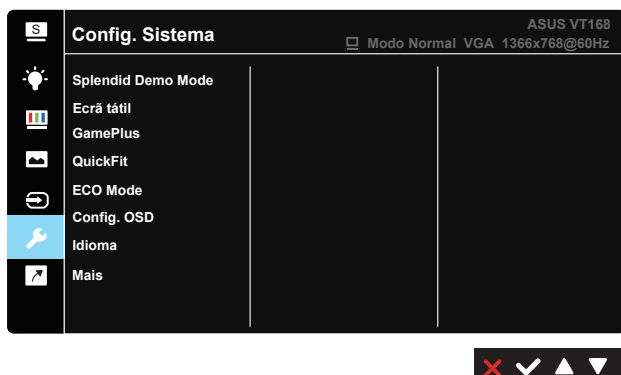 S
Config. Sistema
ASUS VT168
Modo Normal VGA 1366x768@60Hz
Splendid Demo Mode
Ecrã tátil
GamePlus
QuickFit
ECO Mode
Config. OSD
Idioma
Mais